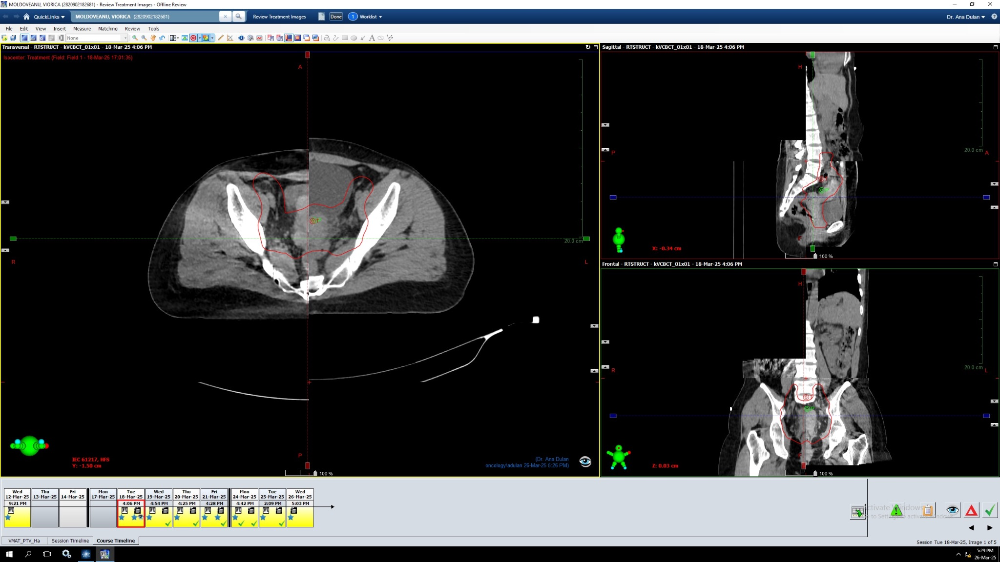 MOLDOVEANU, VIORICA (2820902182681) - Review Treatment Images - Offline Review
QuickLinks
MOLDOVEANU, VIORICA (2820902182681)
Review Treatment Images
Done
1 Worklist
Dr. Ana Dulan
File Edit View Insert Measure Matching Review Tools
None
Transversal - RTSTRUCT - kVCBCT_01x01 - 18-Mar-25 4:06 PM
Isocenter: Treatment (Field: Field 1 - 18-Mar-25 17:01:35)
A
20.0 cm
R
L
P
IEC 61217, HFS
Y: -1.50 cm
(Dr. Ana Dulan
oncology\adulan 26-Mar-25 5:26 PM)
100 %
Sagittal - RTSTRUCT - kVCBCT_01x01 - 18-Mar-25 4:06 PM
H
20.0 cm
P
A
F
X: -0.34 cm
100 %
Frontal - RTSTRUCT - kVCBCT_01x01 - 18-Mar-25 4:06 PM
H
20.0 cm
R
L
F
Z: 0.03 cm
100 %
Wed Thu Fri Mon Tue Wed Thu Fri Mon Tue Wed
12-Mar-25 13-Mar-25 14-Mar-25 17-Mar-25 18-Mar-25 19-Mar-25 20-Mar-25 21-Mar-25 24-Mar-25 25-Mar-25 26-Mar-25
9:21 PM 4:06 PM 4:54 PM 4:25 PM 4:28 PM 4:42 PM 2:09 PM 5:03 PM
VMAT_PTV_Ha Session Timeline Course Timeline
Session Tue 18-Mar-25, Image 1 of 5
5:29 PM
26-Mar-25